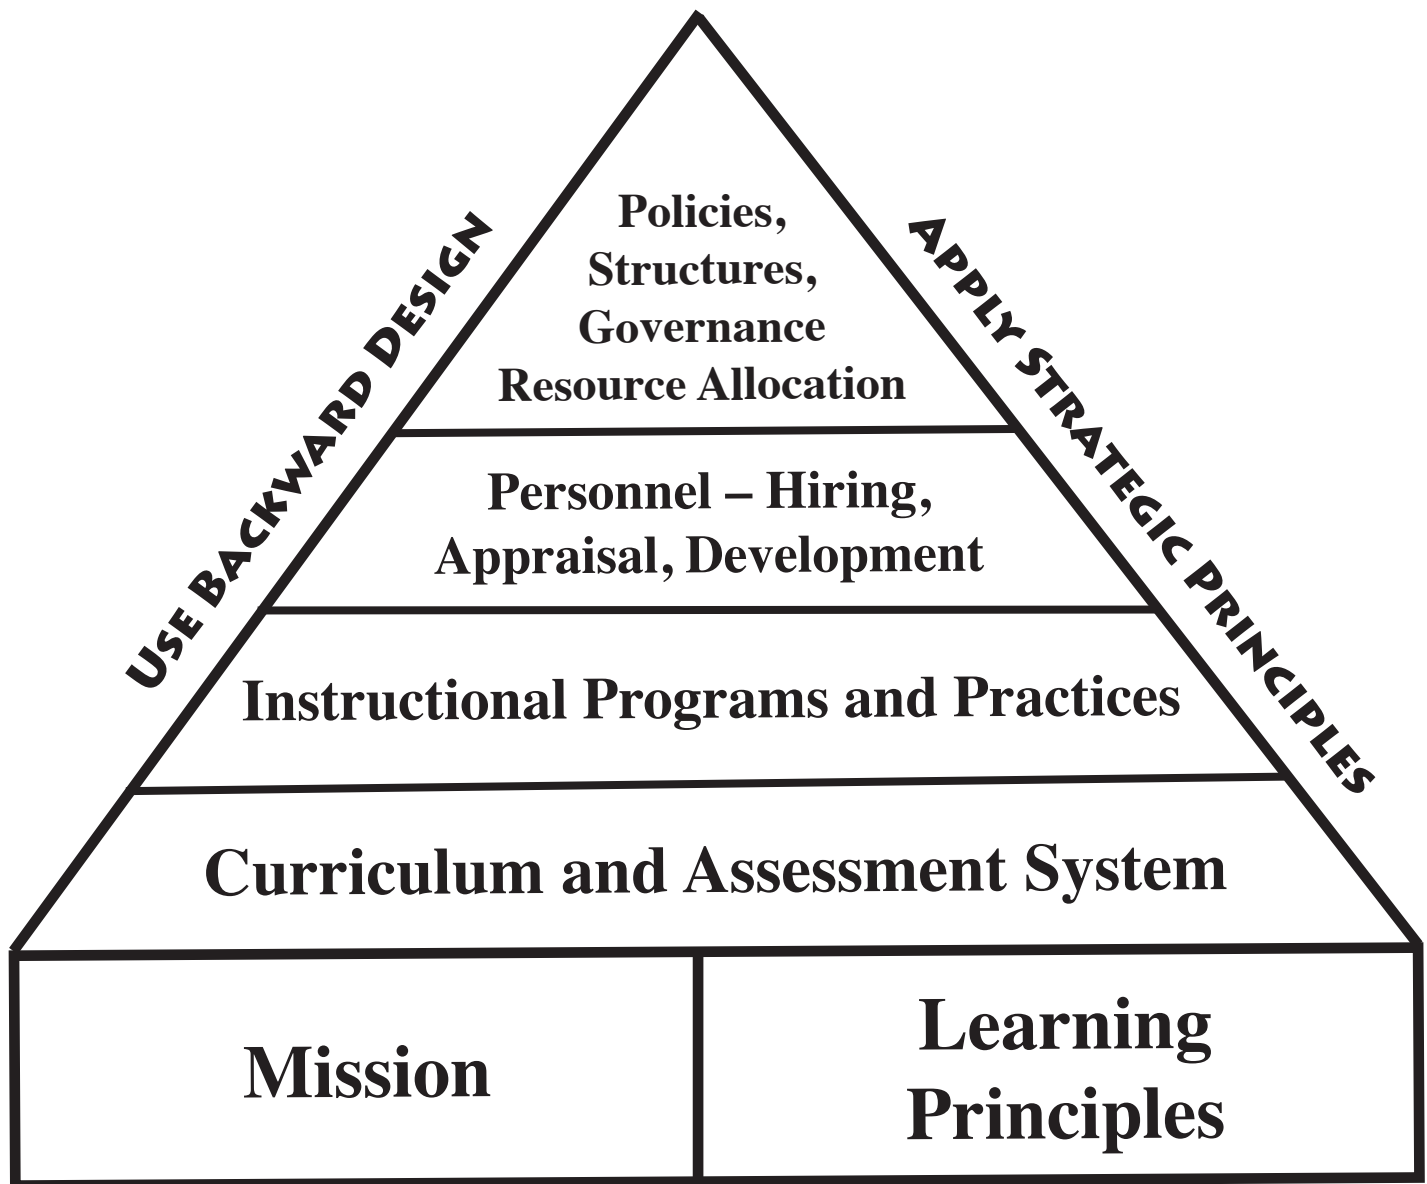 USE BACKWARD DESIGN
APPLY STRATEGIC PRINCIPLES
Policies,
Structures,
Governance
Resource Allocation
Personnel – Hiring,
Appraisal, Development
Instructional Programs and Practices
Curriculum and Assessment System
Mission
Learning
Principles